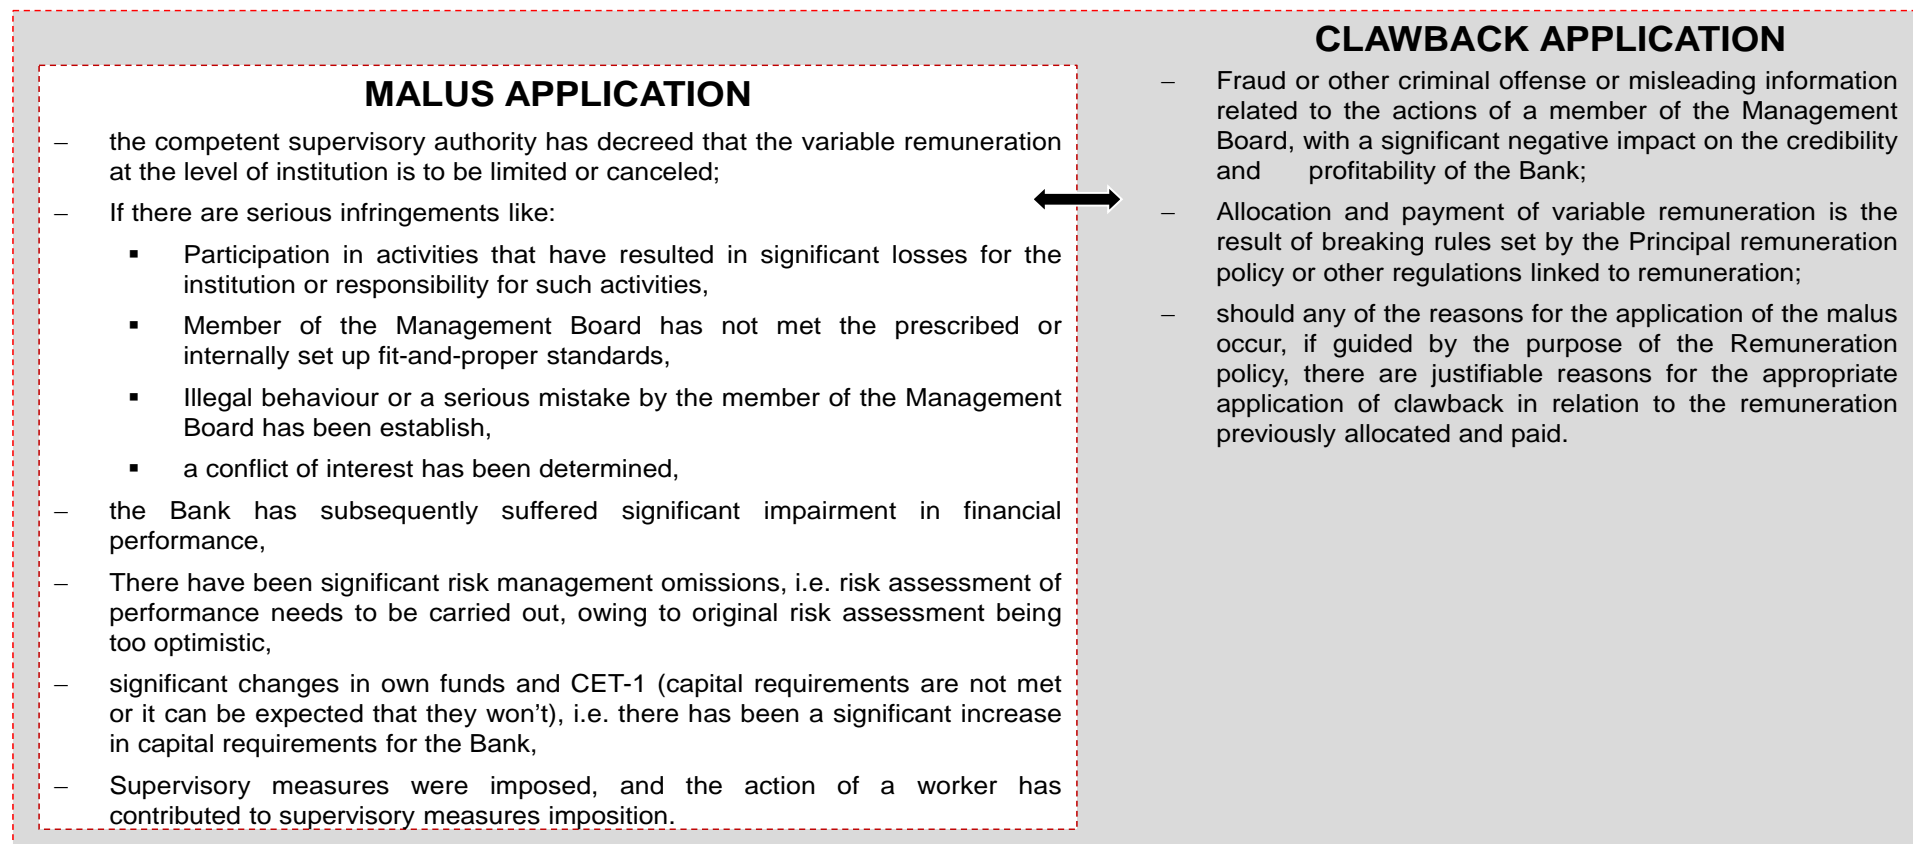 MALUS APPLICATION
– the competent supervisory authority has decreed that the variable remuneration
at the level of institution is to be limited or canceled;
– If there are serious infringements like:
▪ Participation in activities that have resulted in significant losses for the
institution or responsibility for such activities,
▪ Member of the Management Board has not met the prescribed or
internally set up fit-and-proper standards,
▪ Illegal behaviour or a serious mistake by the member of the Management
Board has been establish,
▪ a conflict of interest has been determined,
– the Bank has subsequently suffered significant impairment in financial
performance,
– There have been significant risk management omissions, i.e. risk assessment of
performance needs to be carried out, owing to original risk assessment being
too optimistic,
– significant changes in own funds and CET-1 (capital requirements are not met
or it can be expected that they won’t), i.e. there has been a significant increase
in capital requirements for the Bank,
– Supervisory measures were imposed, and the action of a worker has
contributed to supervisory measures imposition.
CLAWBACK APPLICATION
– Fraud or other criminal offense or misleading information
related to the actions of a member of the Management
Board, with a significant negative impact on the credibility
and profitability of the Bank;
– Allocation and payment of variable remuneration is the
result of breaking rules set by the Principal remuneration
policy or other regulations linked to remuneration;
– should any of the reasons for the application of the malus
occur, if guided by the purpose of the Remuneration
policy, there are justifiable reasons for the appropriate
application of clawback in relation to the remuneration
previously allocated and paid.